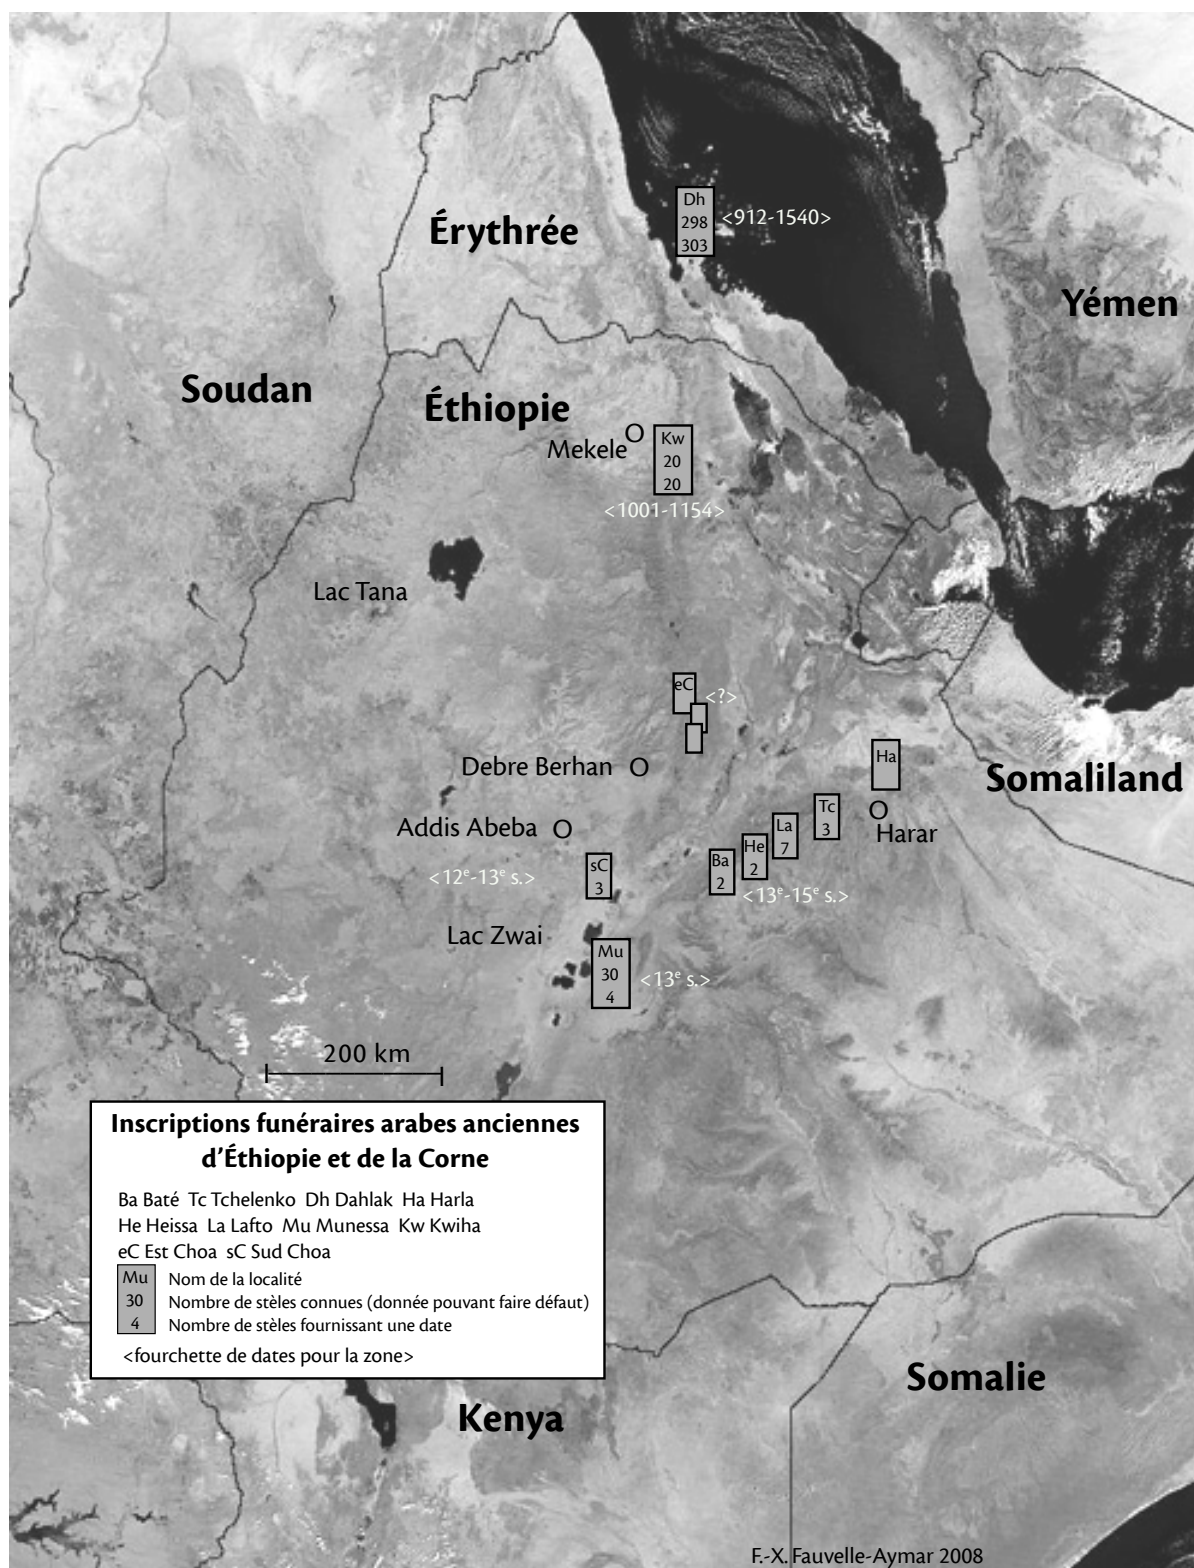 Dh
298
303
<912-1540>
Érythrée
Yémen
Soudan
Éthiopie
Mekele
Kw
20
20
<1001-1154>
Lac Tana
eC
<?>
Debre Berhan
Ha
Somaliland
Tc
3
Harar
La
7
Addis Abeba
He
2
Ba
2
<13e-15e s.>
sC
3
<12e-13e s.>
Lac Zwai
Mu
30
4
<13e s.>
200 km
Inscriptions funéraires arabes anciennes
d’Éthiopie et de la Corne
Ba Baté Tc Tchelenko Dh Dahlak Ha Harla
He Heissa La Lafto Mu Munessa Kw Kwiha
eC Est Choa sC Sud Choa
Mu Nom de la localité
30 Nombre de stèles connues (donnée pouvant faire défaut)
4 Nombre de stèles fournissant une date
<fourchette de dates pour la zone>
Somalie
Kenya
F.-X. Fauvelle-Aymar 2008